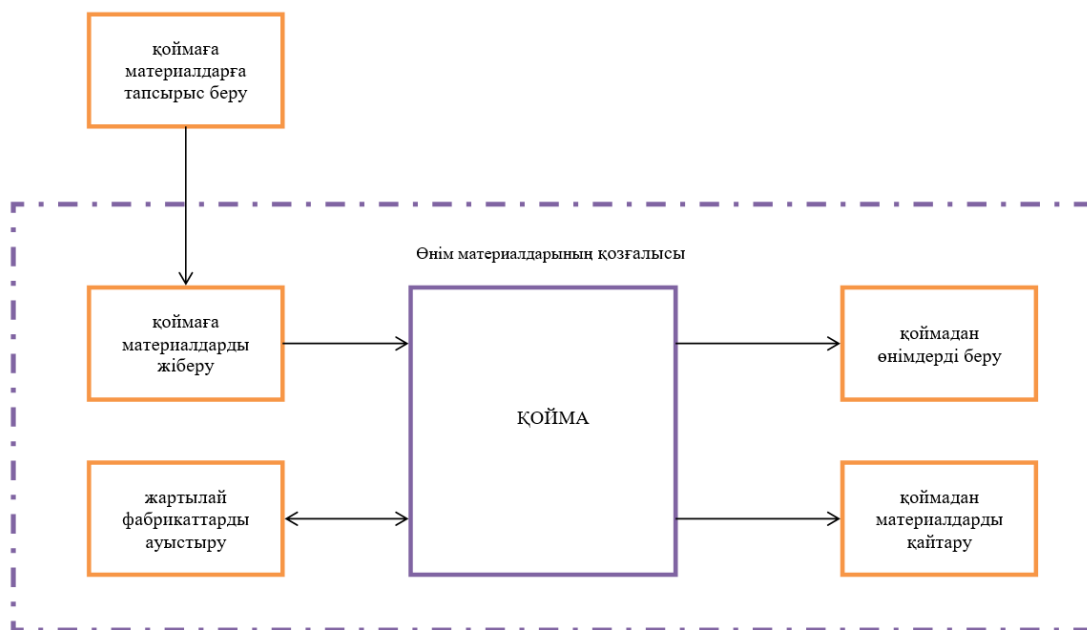 қоймаға
материалдарға
тапсырыс беру
Өнім материалдарының қозғалысы
қоймаға
материалдарды
жіберу
ҚОЙМА
қоймадан
өнімдерді беру
жартылай
фабрикаттарды
ауыстыру
қоймадан
материалдарды
қайтару